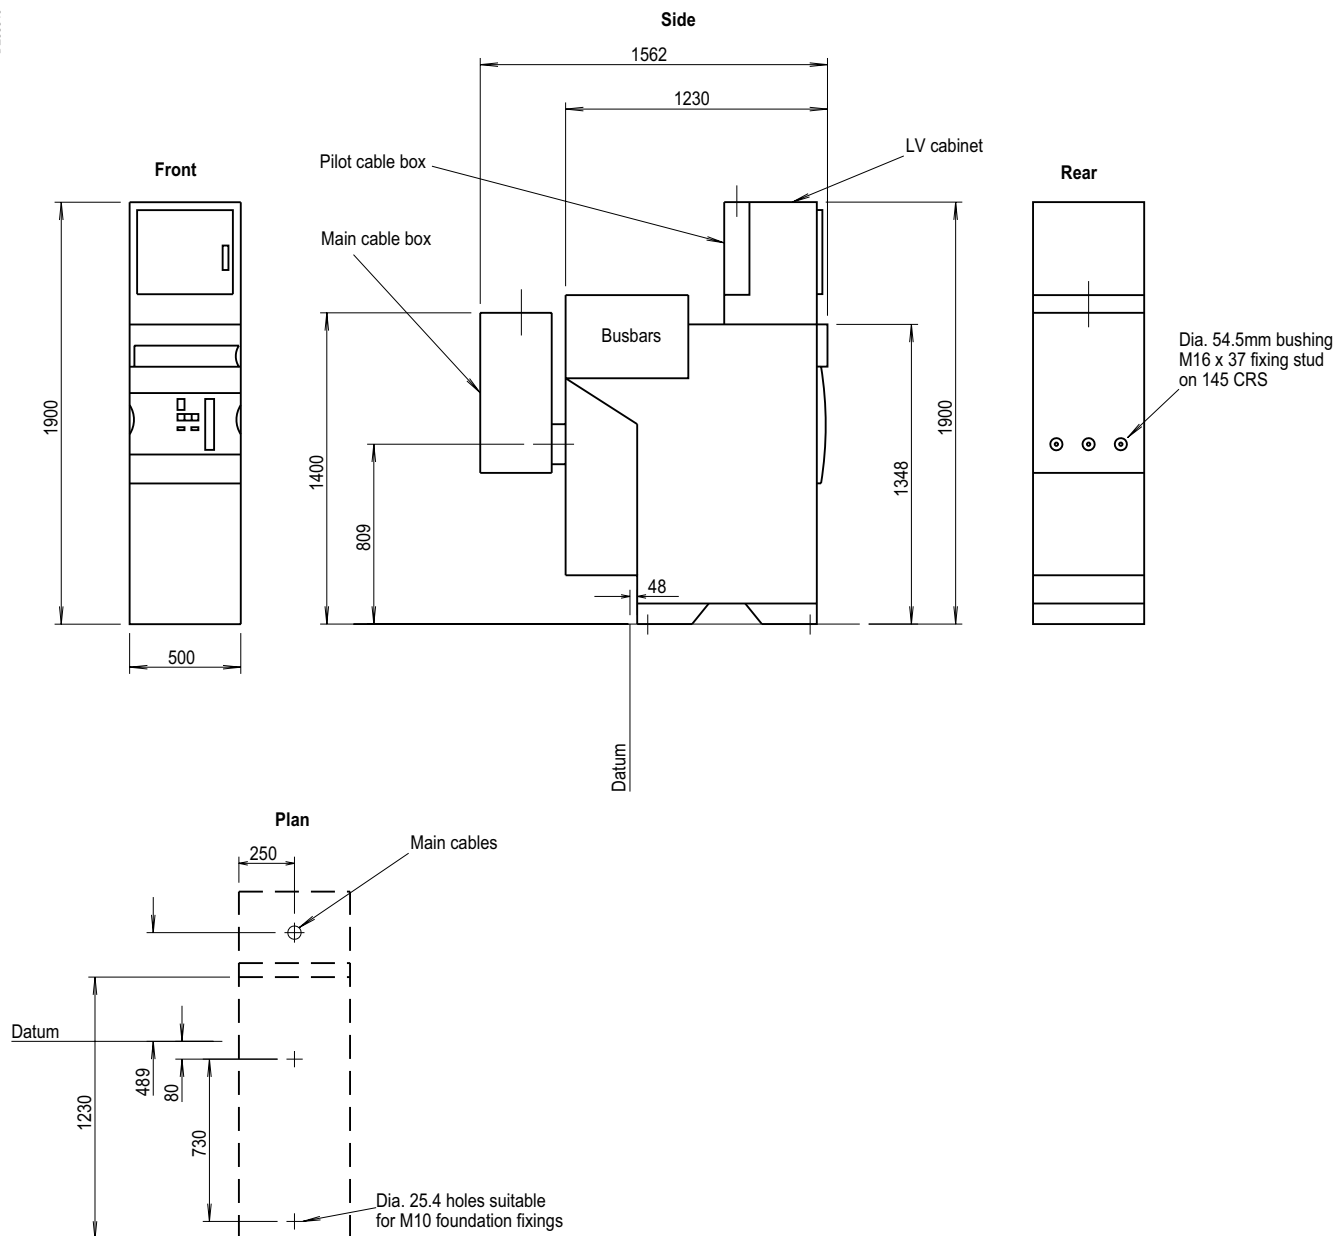 Side
1562
1230
LV cabinet
Pilot cable box
Front
Rear
Main cable box
Busbars
Dia. 54.5mm bushing
M16 x 37 fixing stud
on 145 CRS
1900
1400
809
1348
1900
48
500
Datum
Plan
250
Main cables
Datum
489
80
1230
730
Dia. 25.4 holes suitable
for M10 foundation fixings